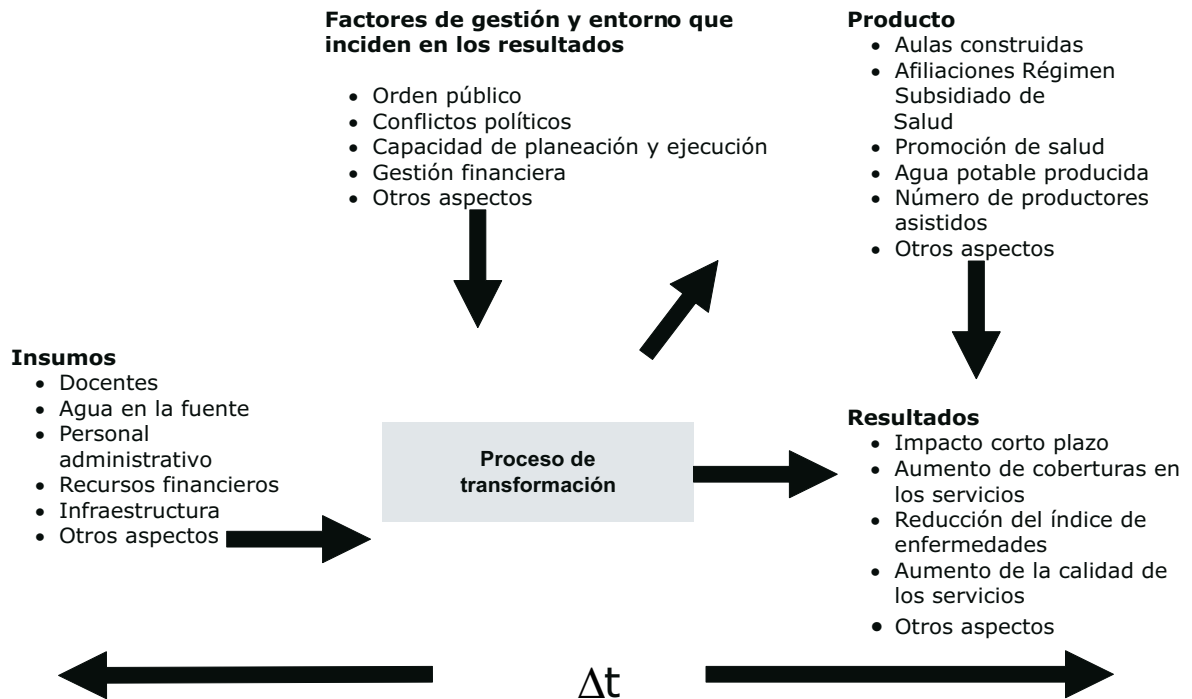 Factores de gestión y entorno que
inciden en los resultados
• Orden público
• Conflictos políticos
• Capacidad de planeación y ejecución
• Gestión financiera
• Otros aspectos
Producto
• Aulas construidas
• Afiliaciones Régimen
Subsidiado de
Salud
• Promoción de salud
• Agua potable producida
• Número de productores
asistidos
• Otros aspectos
Insumos
• Docentes
• Agua en la fuente
• Personal
administrativo
• Recursos financieros
• Infraestructura
• Otros aspectos
Proceso de
transformación
Resultados
• Impacto corto plazo
• Aumento de coberturas en
los servicios
• Reducción del índice de
enfermedades
• Aumento de la calidad de
los servicios
• Otros aspectos
Δt